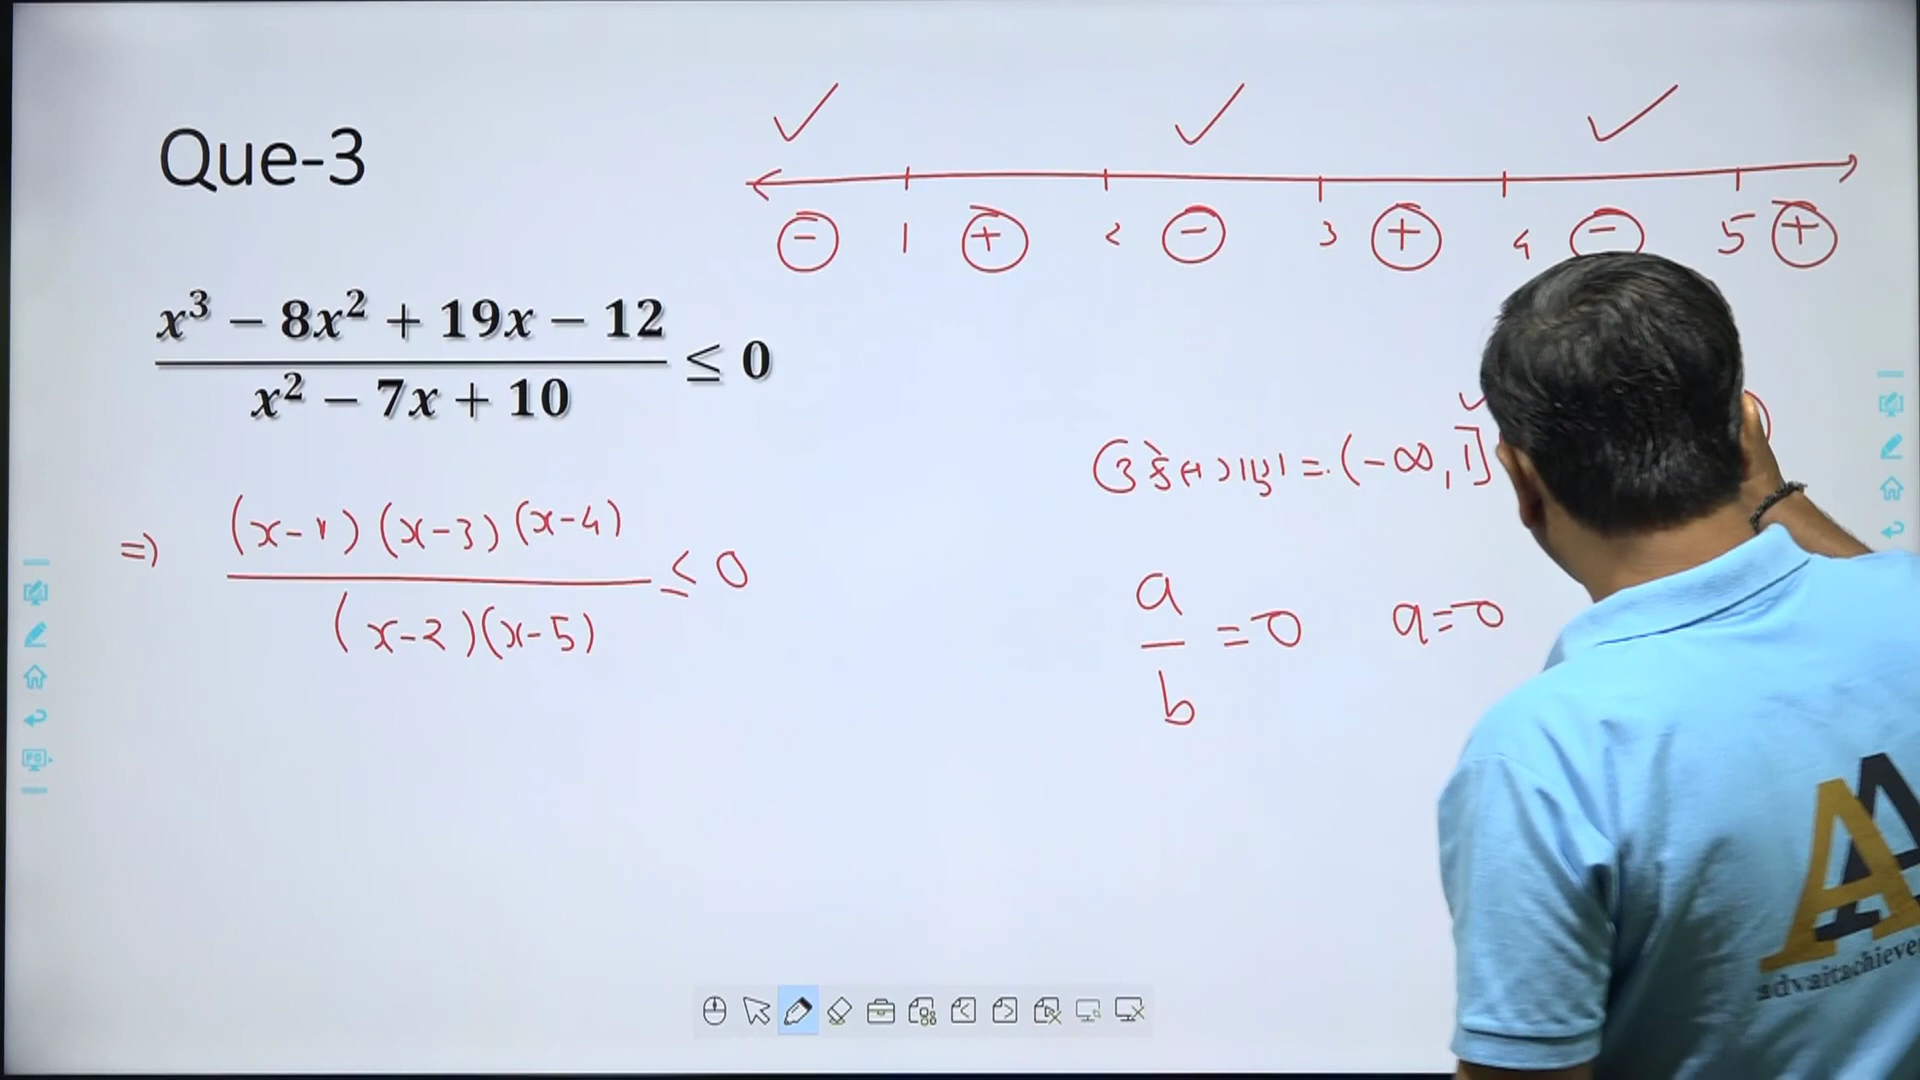 Que-3
− 1 + 2 − 3 + 4 − 5 +
x³ − 8x² + 19x − 12
―――――――――― ≤ 0
x² − 7x + 10
= (-∞, 1]
⇒ (x-1) (x-3) (x-4)
―――――――――― ≤ 0
(x-2)(x-5)
a
― = 0 a=0
b